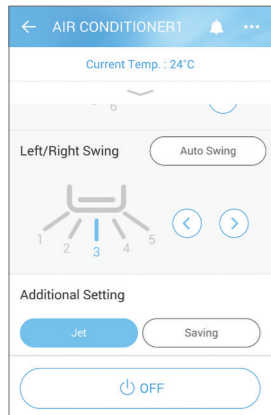 AIR CONDITIONER1
Current Temp. : 24°C
6
Left/Right Swing
Auto Swing
1 2 3 4 5
Additional Setting
Jet
Saving
OFF